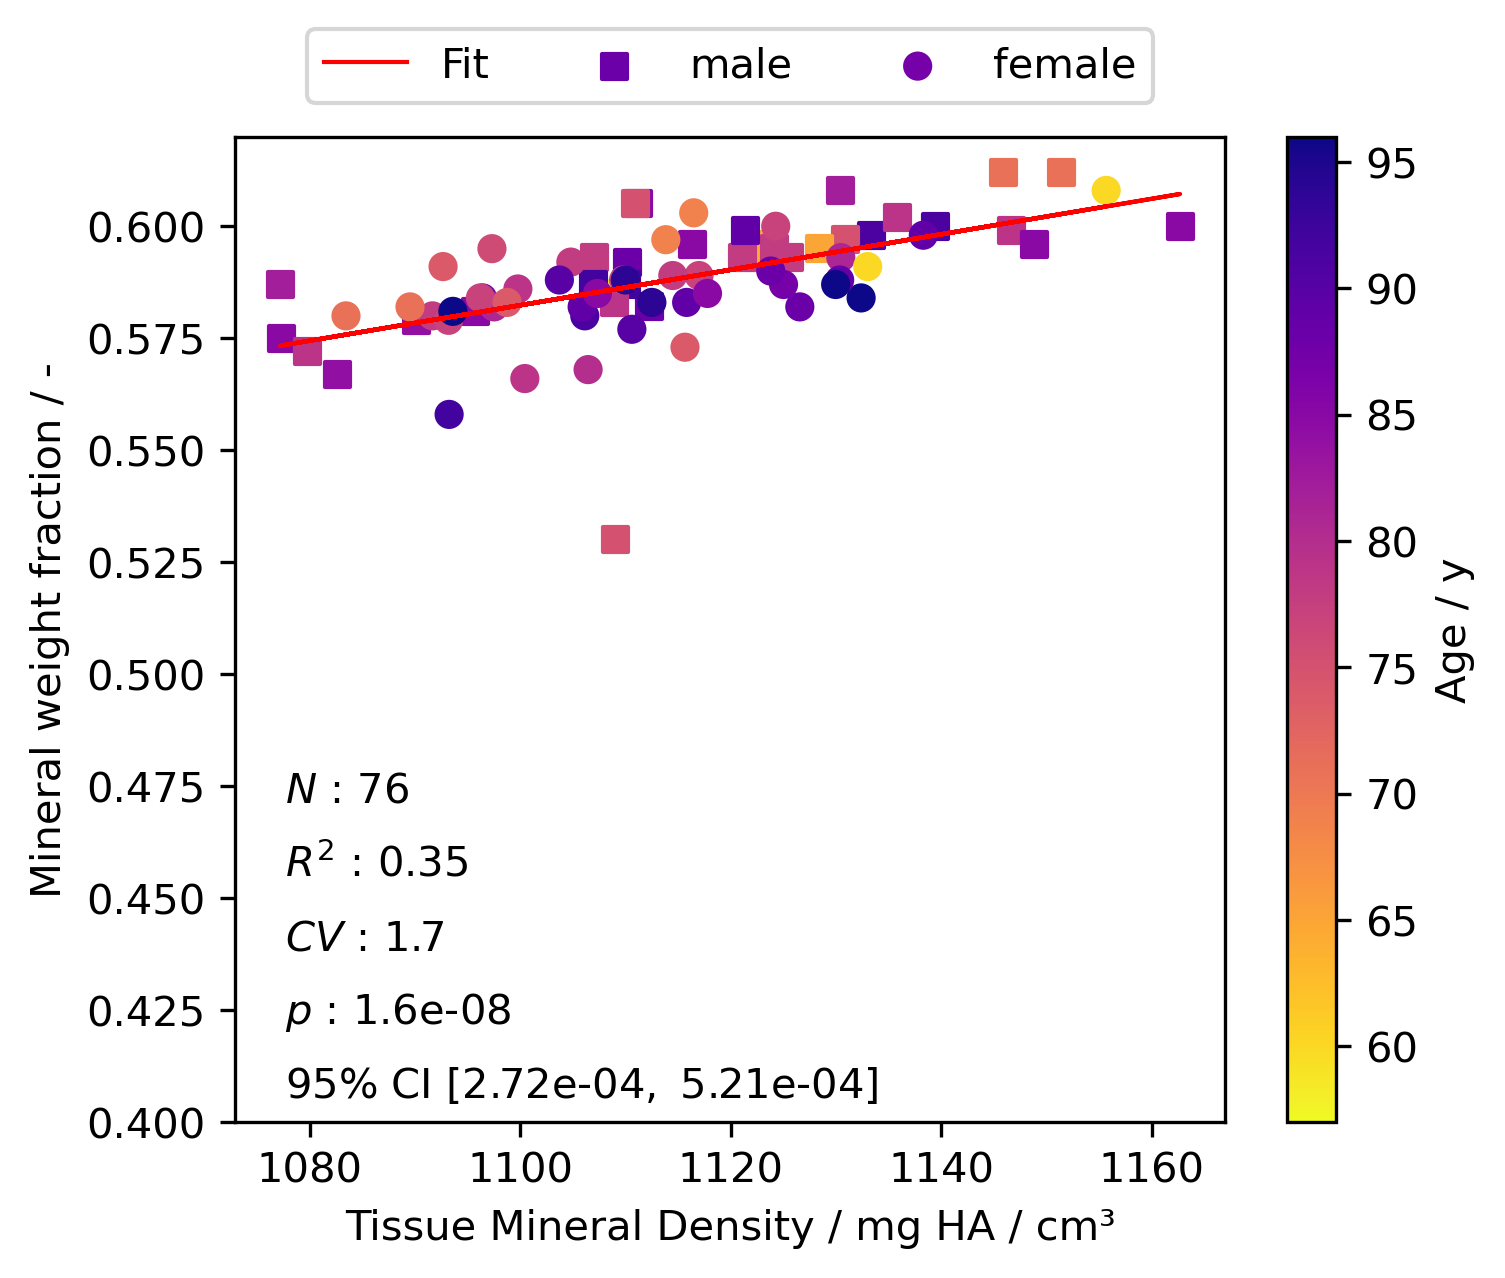 Fit male female
0.600
0.575
0.550
0.525
0.500
0.475
0.450
0.425
0.400
Mineral weight fraction / -
N : 76
R² : 0.35
CV : 1.7
p : 1.6e-08
95% CI [2.72e-04, 5.21e-04]
1080 1100 1120 1140 1160
Tissue Mineral Density / mg HA / cm³
95
90
85
80
75
70
65
60
Age / y